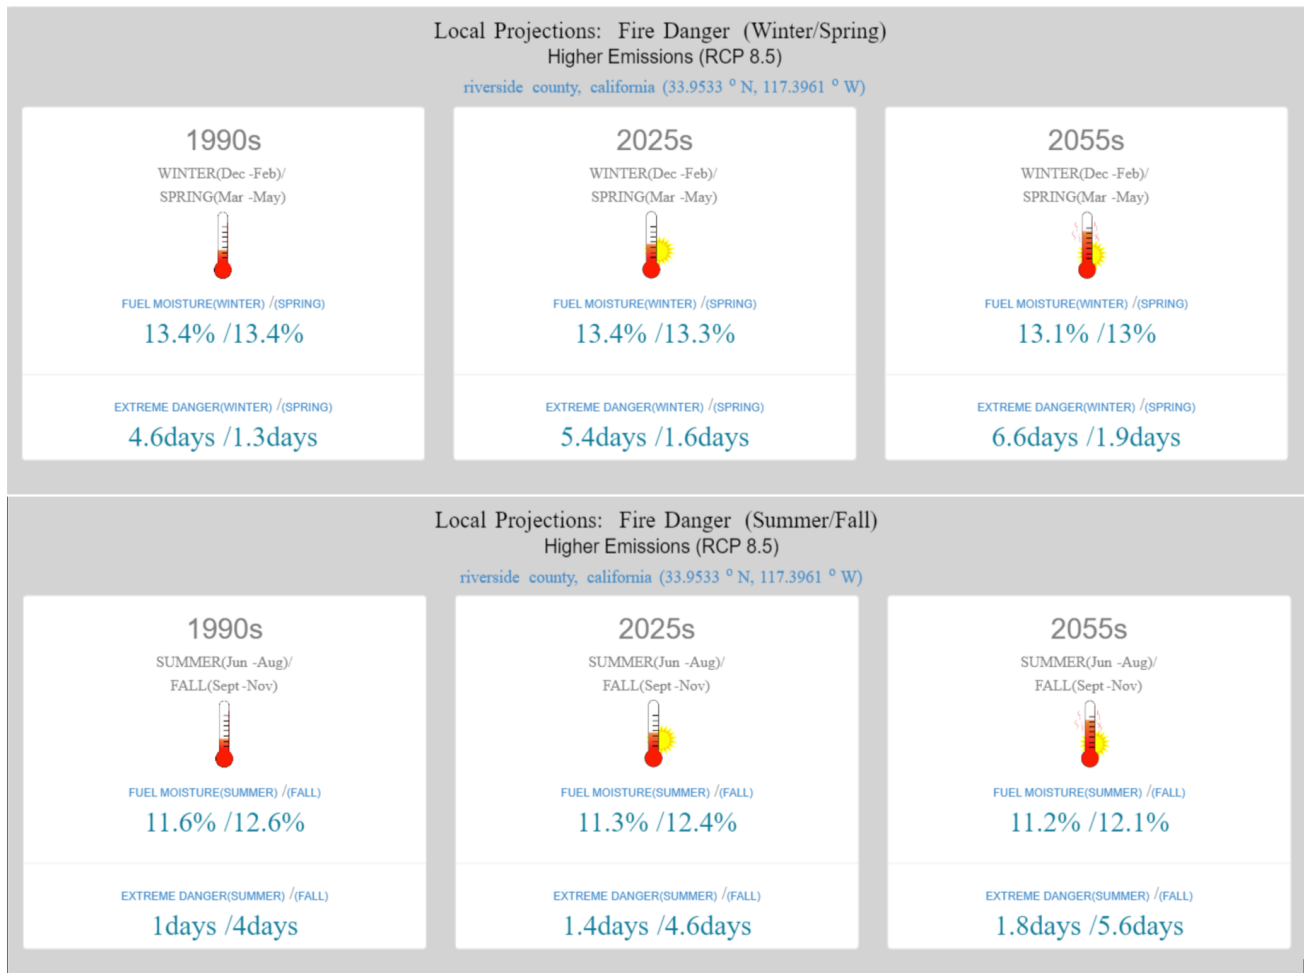 Local Projections: Fire Danger (Winter/Spring)
Higher Emissions (RCP 8.5)
riverside county, california (33.9533 ° N, 117.3961 ° W)
1990s
WINTER(Dec -Feb)/
SPRING(Mar -May)
FUEL MOISTURE(WINTER) /(SPRING)
13.4% /13.4%
EXTREME DANGER(WINTER) /(SPRING)
4.6days /1.3days
2025s
WINTER(Dec -Feb)/
SPRING(Mar -May)
FUEL MOISTURE(WINTER) /(SPRING)
13.4% /13.3%
EXTREME DANGER(WINTER) /(SPRING)
5.4days /1.6days
2055s
WINTER(Dec -Feb)/
SPRING(Mar -May)
FUEL MOISTURE(WINTER) /(SPRING)
13.1% /13%
EXTREME DANGER(WINTER) /(SPRING)
6.6days /1.9days
Local Projections: Fire Danger (Summer/Fall)
Higher Emissions (RCP 8.5)
riverside county, california (33.9533 ° N, 117.3961 ° W)
1990s
SUMMER(Jun -Aug)/
FALL(Sept -Nov)
FUEL MOISTURE(SUMMER) /(FALL)
11.6% /12.6%
EXTREME DANGER(SUMMER) /(FALL)
1days /4days
2025s
SUMMER(Jun -Aug)/
FALL(Sept -Nov)
FUEL MOISTURE(SUMMER) /(FALL)
11.3% /12.4%
EXTREME DANGER(SUMMER) /(FALL)
1.4days /4.6days
2055s
SUMMER(Jun -Aug)/
FALL(Sept -Nov)
FUEL MOISTURE(SUMMER) /(FALL)
11.2% /12.1%
EXTREME DANGER(SUMMER) /(FALL)
1.8days /5.6days